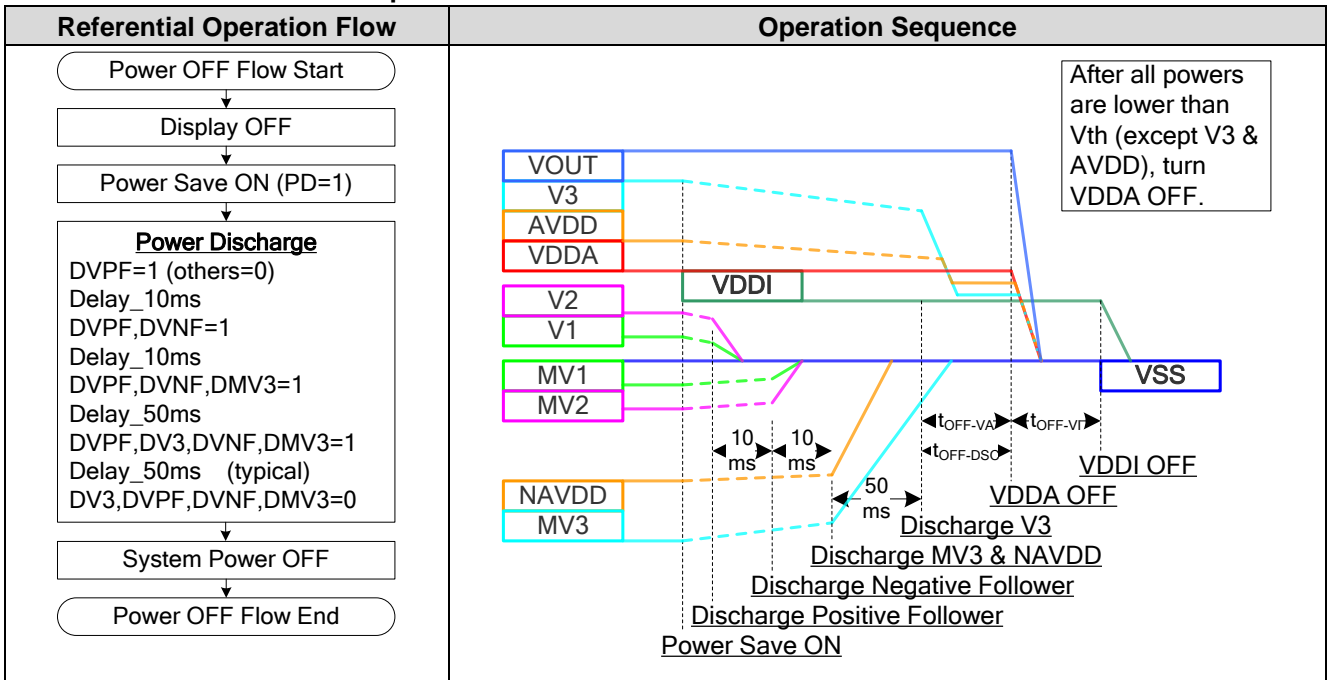 Referential Operation Flow
Operation Sequence
Power OFF Flow Start
Display OFF
Power Save ON (PD=1)
Power Discharge
DVPF=1 (others=0)
Delay_10ms
DVPF,DVNF=1
Delay_10ms
DVPF,DVNF,DMV3=1
Delay_50ms
DVPF,DV3,DVNF,DMV3=1
Delay_50ms (typical)
DV3,DVPF,DVNF,DMV3=0
System Power OFF
Power OFF Flow End
After all powers
are lower than
Vth (except V3 &
AVDD), turn
VDDA OFF.
VOUT
V3
AVDD
VDDA
VDDI
V2
V1
MV1
MV2
VSS
10
ms
10
ms
tOFF-VA
tOFF-VI
tOFF-DSC
NAVDD
MV3
50
ms
VDDI OFF
VDDA OFF
Discharge V3
Discharge MV3 & NAVDD
Discharge Negative Follower
Discharge Positive Follower
Power Save ON